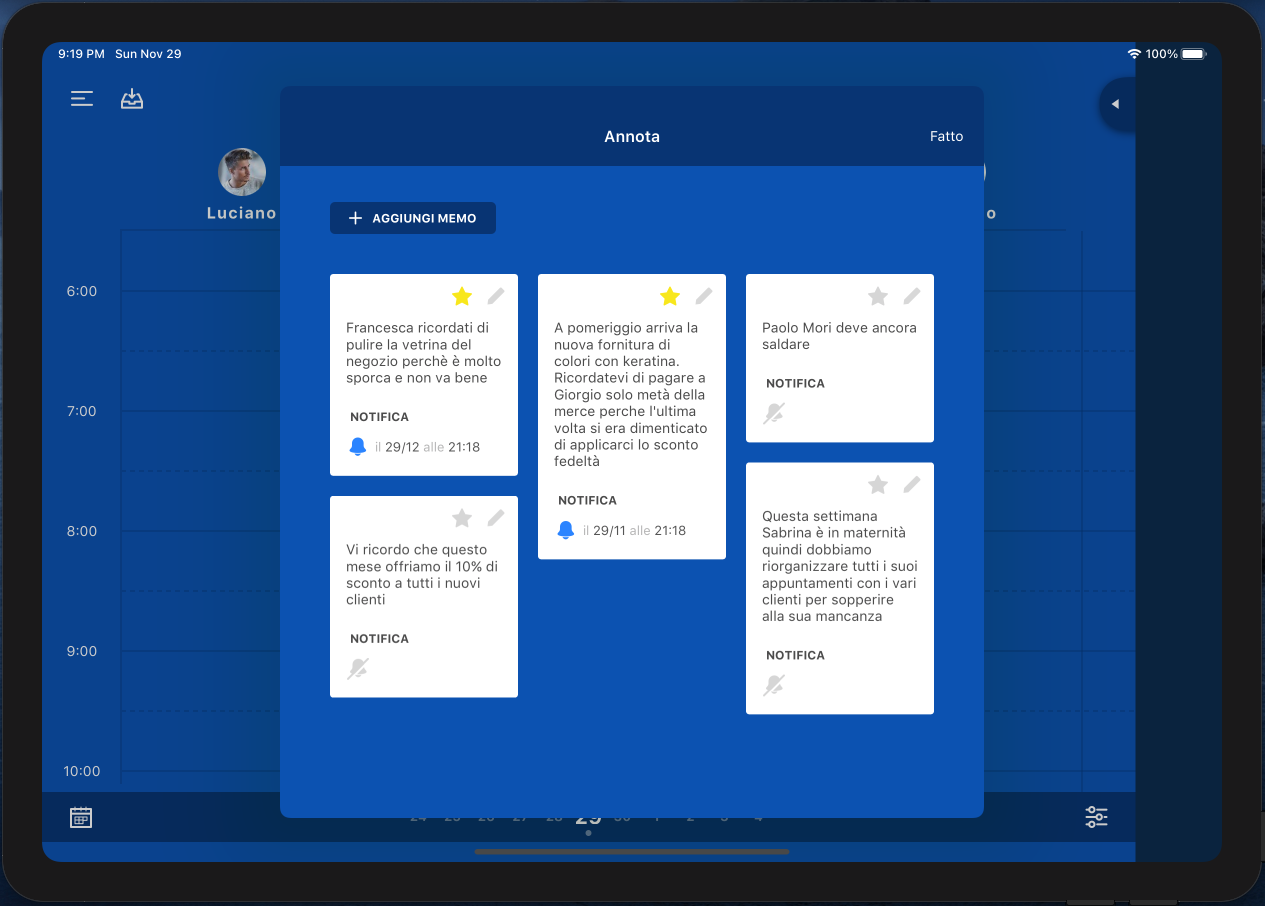 9:19 PM Sun Nov 29
100%
Annota
Fatto
Luciano
o
AGGIUNGI MEMO
Francesca ricordati di
pulire la vetrina del
negozio perchè è molto
sporca e non va bene
NOTIFICA
il 29/12 alle 21:18
Vi ricordo che questo
mese offriamo il 10% di
sconto a tutti i nuovi
clienti
NOTIFICA
A pomeriggio arriva la
nuova fornitura di
colori con keratina.
Ricordatevi di pagare a
Giorgio solo metà della
merce perche l'ultima
volta si era dimenticato
di applicarci lo sconto
fedeltà
NOTIFICA
il 29/11 alle 21:18
Paolo Mori deve ancora
saldare
NOTIFICA
Questa settimana
Sabrina è in maternità
quindi dobbiamo
riorganizzare tutti i suoi
appuntamenti con i vari
clienti per sopperire
alla sua mancanza
NOTIFICA
6:00
7:00
8:00
9:00
10:00
29